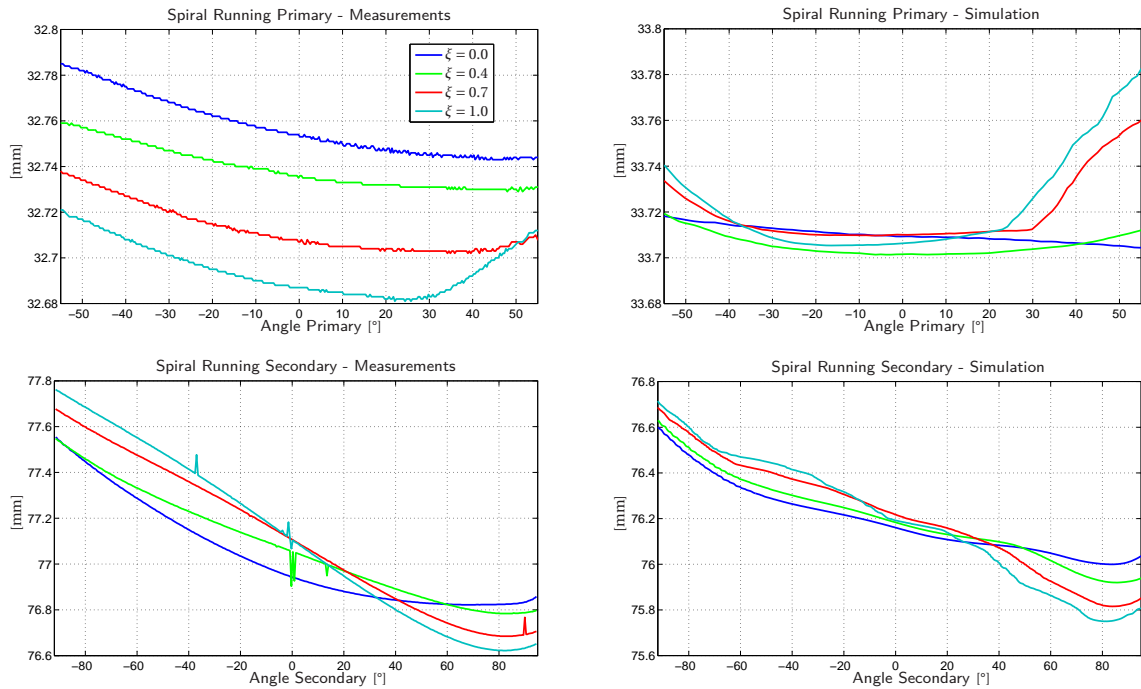 Spiral Running Primary - Measurements
32.8
32.78
32.76
32.74
32.72
32.7
32.68
[mm]
ξ = 0.0
ξ = 0.4
ξ = 0.7
ξ = 1.0
−50 −40 −30 −20 −10 0 10 20 30 40 50
Angle Primary [°]
Spiral Running Primary - Simulation
33.8
33.78
33.76
33.74
33.72
33.7
33.68
[mm]
−50 −40 −30 −20 −10 0 10 20 30 40 50
Angle Primary [°]
Spiral Running Secondary - Measurements
77.8
77.6
77.4
77.2
77
76.8
76.6
[mm]
−80 −60 −40 −20 0 20 40 60 80
Angle Secondary [°]
Spiral Running Secondary - Simulation
76.8
76.6
76.4
76.2
76
75.8
75.6
[mm]
−80 −60 −40 −20 0 20 40 60 80
Angle Secondary [°]